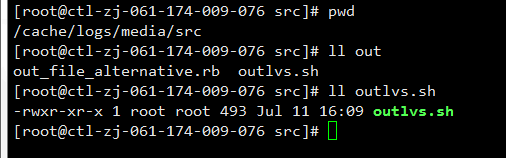 [root@ctl-zj-061-174-009-076 src]# pwd
/cache/logs/media/src
[root@ctl-zj-061-174-009-076 src]# ll out
out_file_alternative.rb  outlvs.sh
[root@ctl-zj-061-174-009-076 src]# ll outlvs.sh
-rwxr-xr-x 1 root root 493 Jul 11 16:09 outlvs.sh
[root@ctl-zj-061-174-009-076 src]#